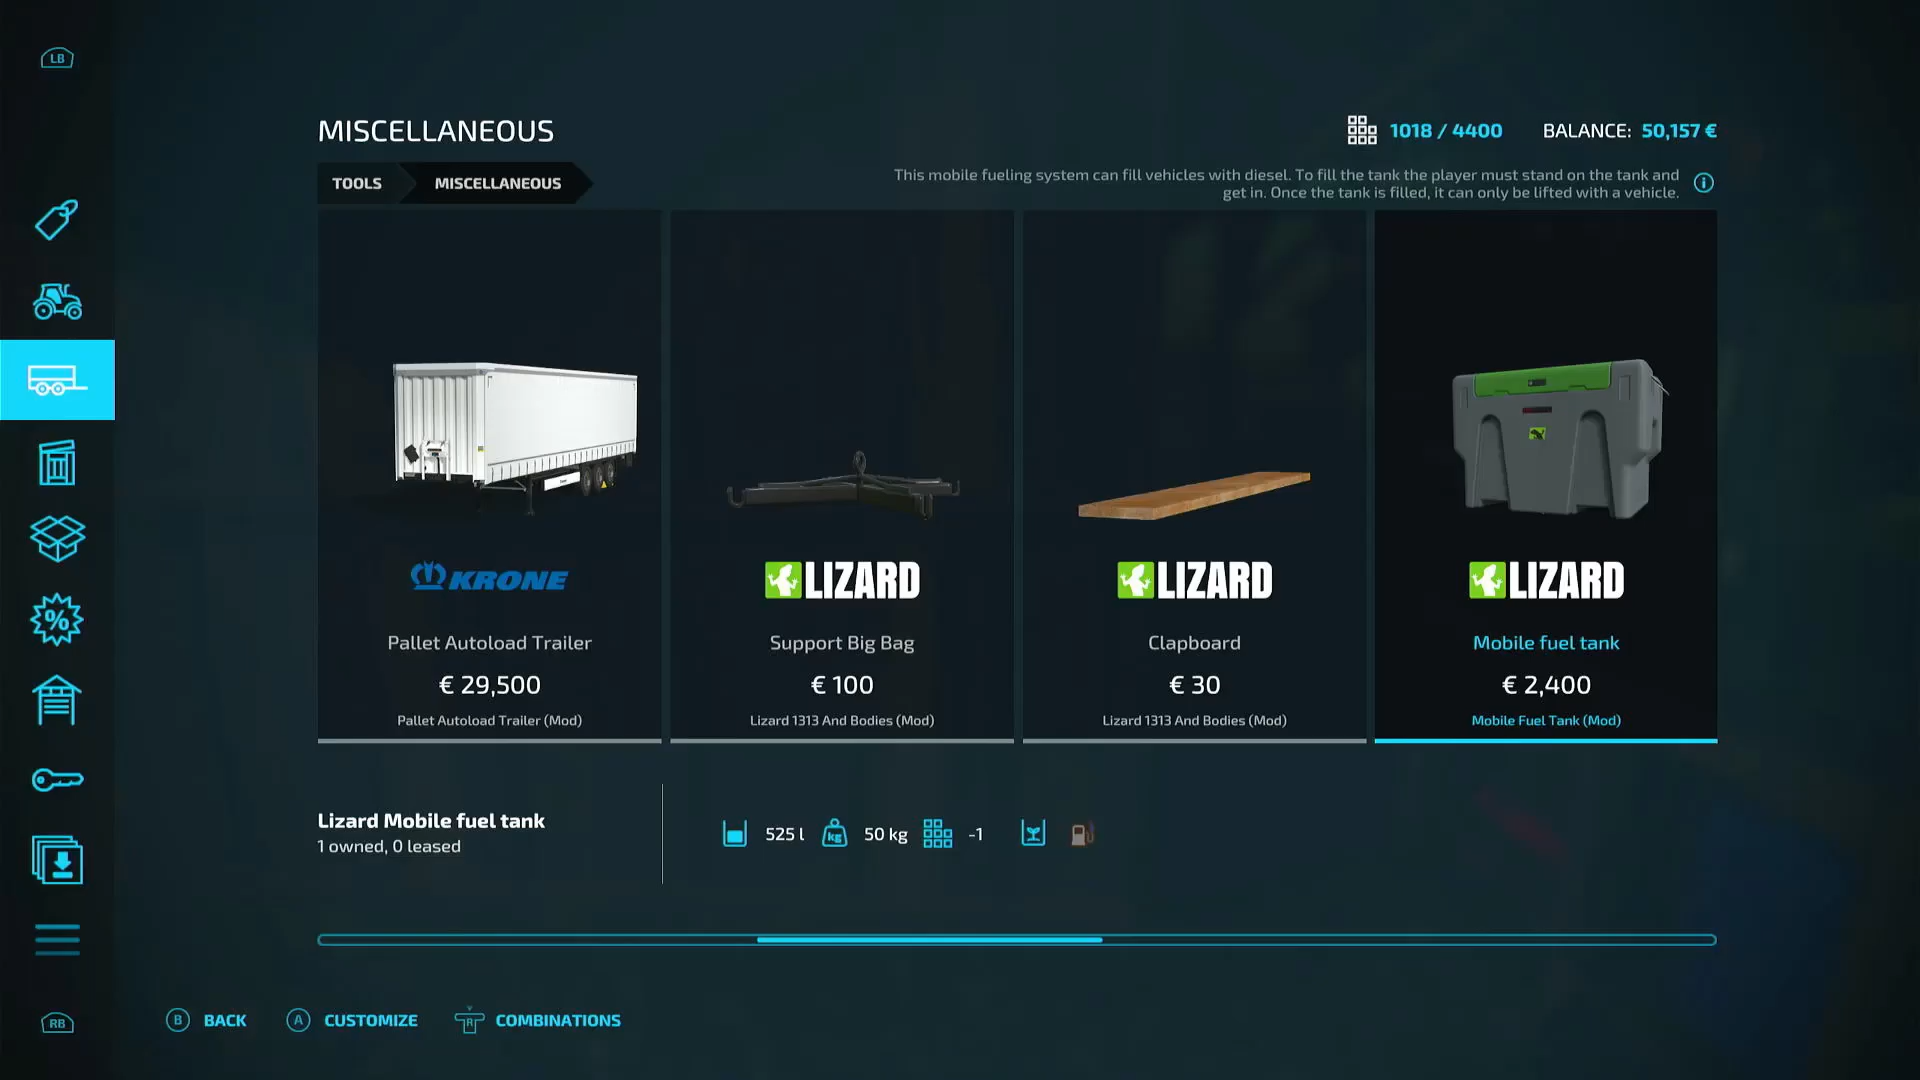 LB
MISCELLANEOUS
1018 / 4400
BALANCE: 50,157 €
TOOLS
MISCELLANEOUS
This mobile fueling system can fill vehicles with diesel. To fill the tank the player must stand on the tank and
get in. Once the tank is filled, it can only be lifted with a vehicle.
KRONE
Pallet Autoload Trailer
€ 29,500
Pallet Autoload Trailer (Mod)
LIZARD
Support Big Bag
€ 100
Lizard 1313 And Bodies (Mod)
LIZARD
Clapboard
€ 30
Lizard 1313 And Bodies (Mod)
LIZARD
Mobile fuel tank
€ 2,400
Mobile Fuel Tank (Mod)
Lizard Mobile fuel tank
1 owned, 0 leased
525 l
kg
50 kg
-1
%
RB
B BACK
A CUSTOMIZE
R COMBINATIONS